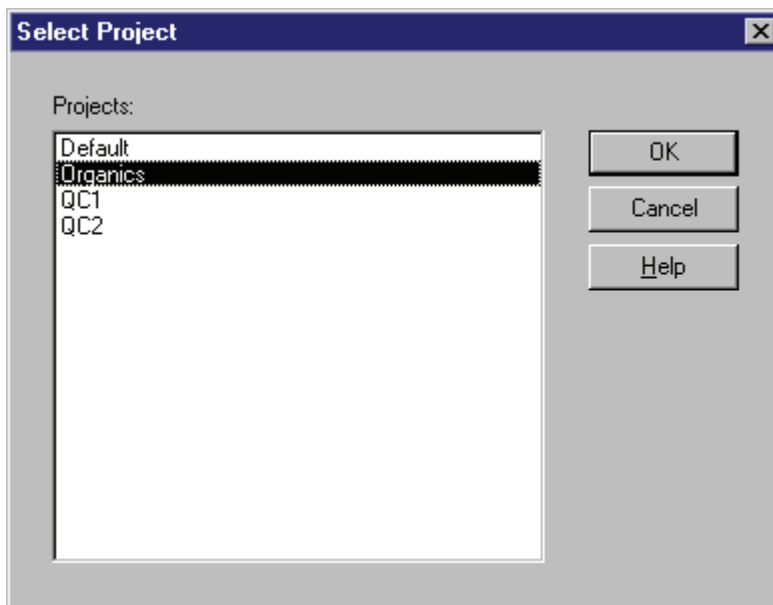 Select Project
Projects:
Default
Organics
QC1
QC2
OK
Cancel
Help